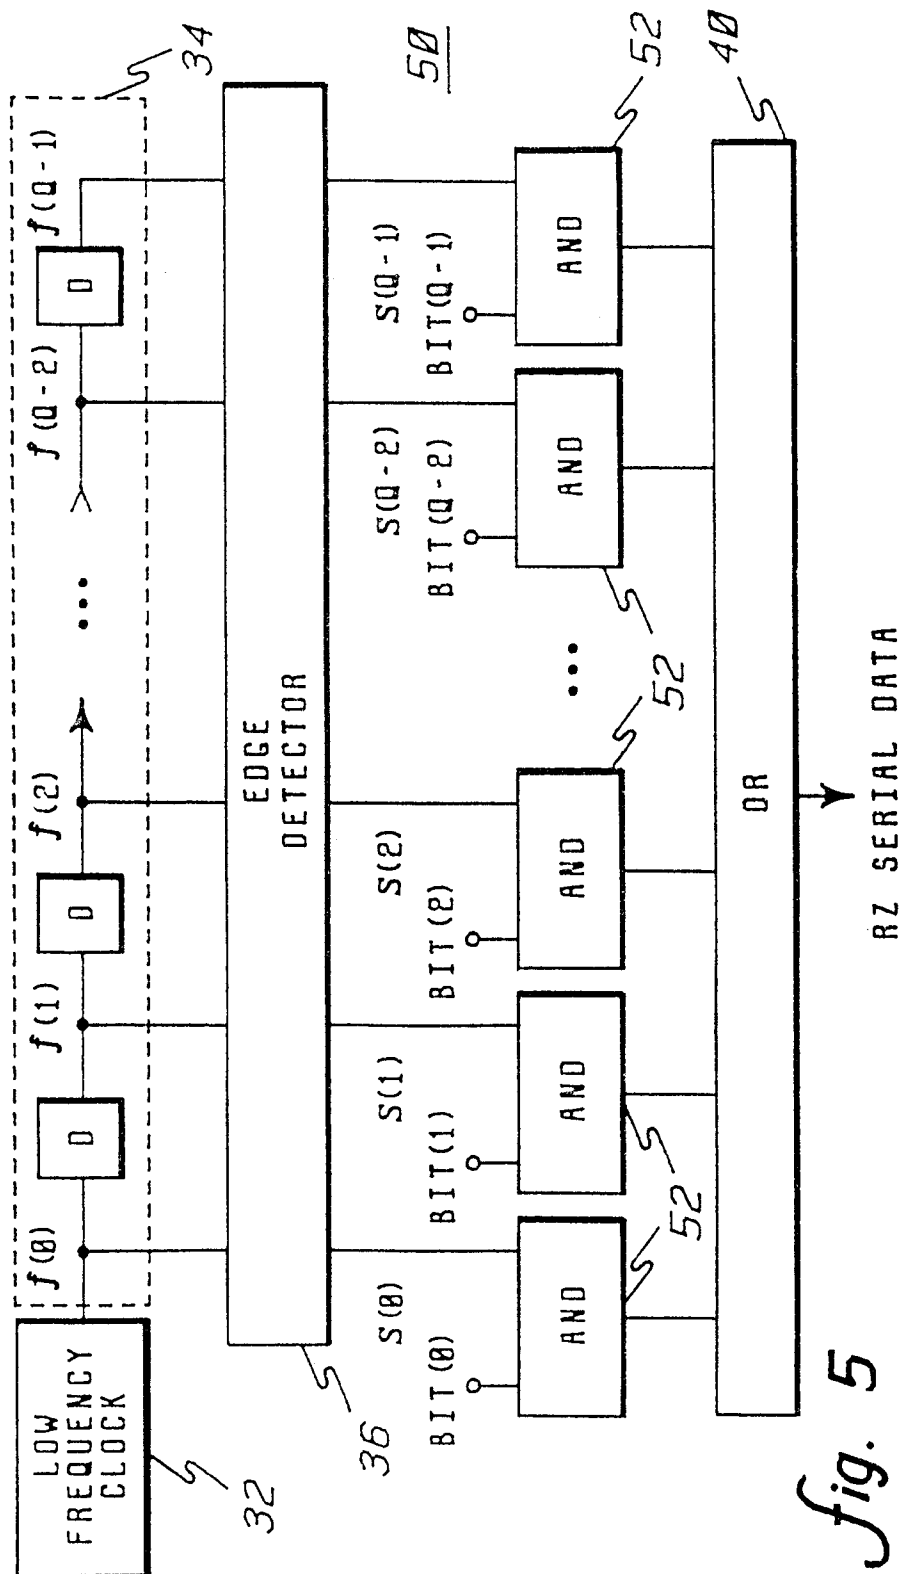 LOW
FREQUENCY
CLOCK
32
f(0)
D
f(1)
D
f(2)
...
f(Q-2)
D
f(Q-1)
34
EDGE
DETECTOR
36
50
S(0)
S(1)
S(2)
S(Q-2)
S(Q-1)
BIT(0)
BIT(1)
BIT(2)
BIT(Q-2)
BIT(Q-1)
AND
AND
AND
...
AND
AND
52
52
52
52
OR
40
RZ SERIAL DATA
fig. 5